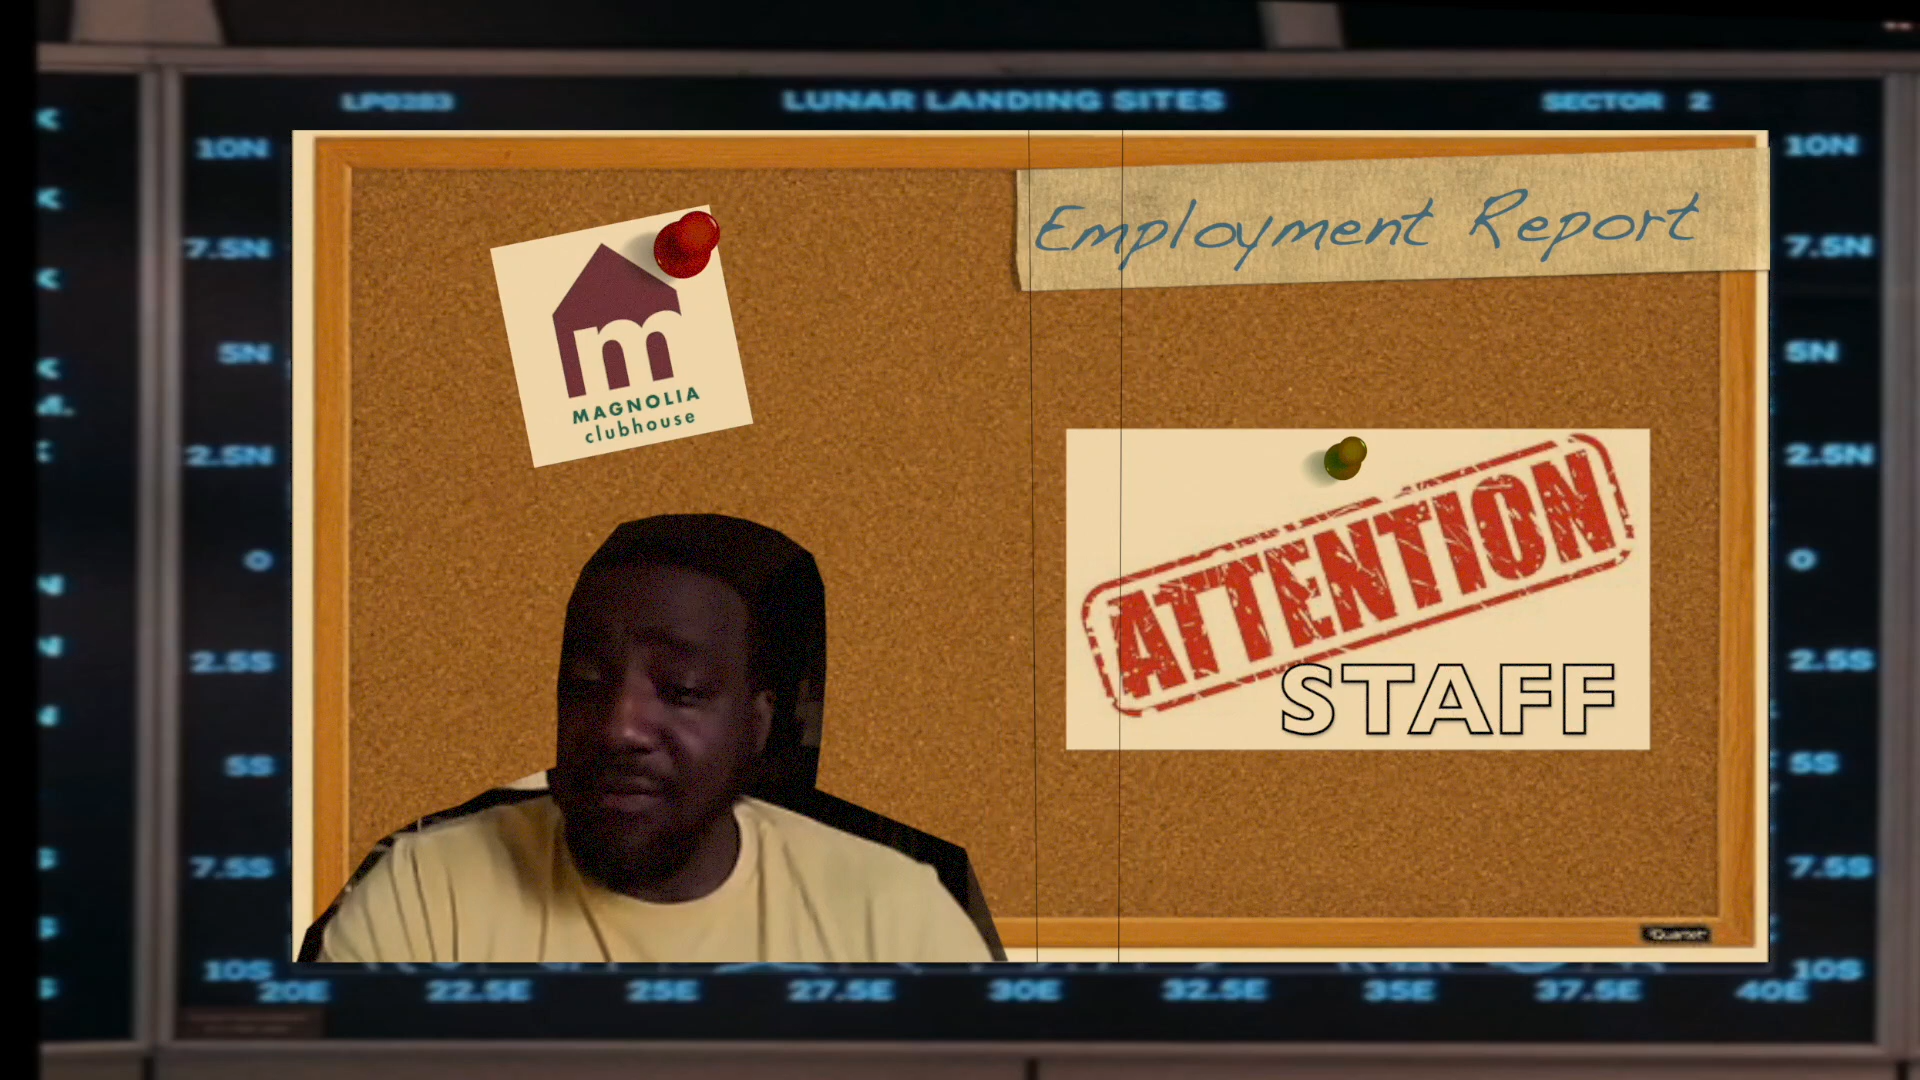 LP0283
LUNAR LANDING SITES
SECTOR 2
10N
10N
7.5N
7.5N
5N
5N
2.5N
2.5N
0
0
2.5S
2.5S
5S
5S
7.5S
7.5S
10S
10S
20E
22.5E
25E
27.5E
30E
32.5E
35E
37.5E
40E
Employment Report
m
MAGNOLIA
clubhouse
ATTENTION
STAFF
Quartet